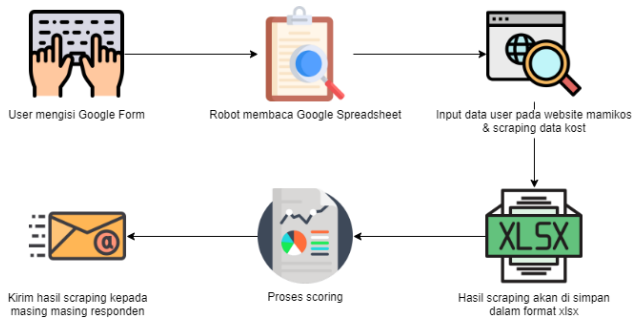 User mengisi Google Form
Robot membaca Google Spreadsheet
Input data user pada website mamikos
& scraping data kost
XLSX
@
Kirim hasil scraping kepada
masing masing responden
Proses scoring
Hasil scraping akan di simpan
dalam format xlsx